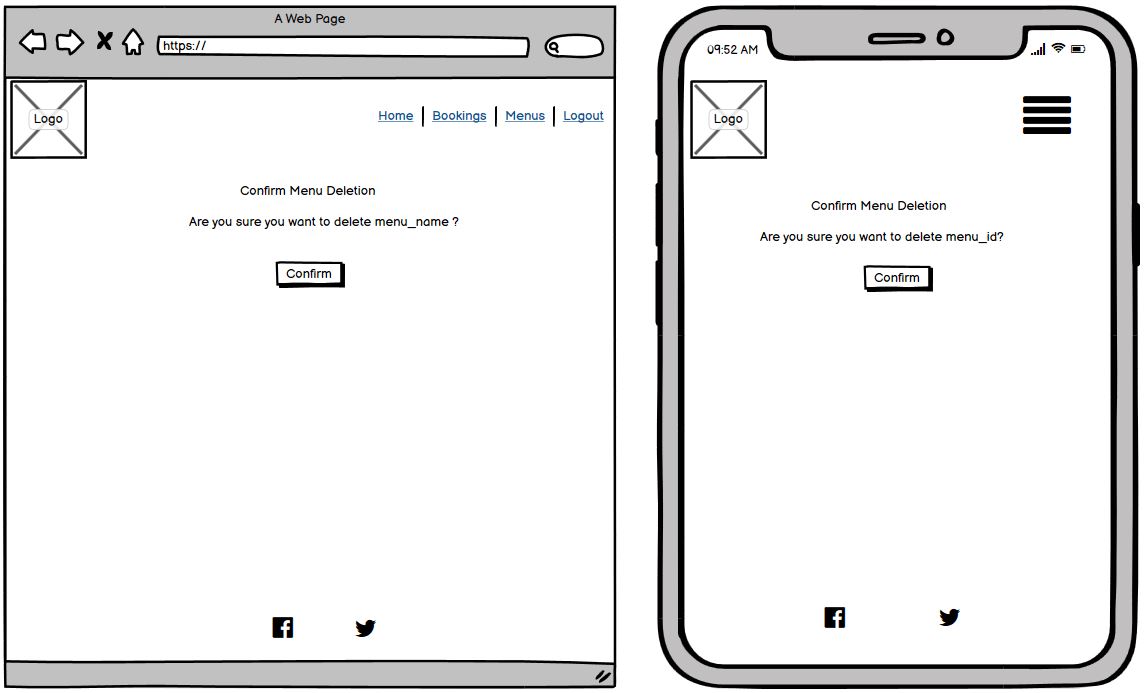 A Web Page
https://
Logo
Home Bookings Menus Logout
Confirm Menu Deletion
Are you sure you want to delete menu_name ?
Confirm
09:52 AM
Logo
Confirm Menu Deletion
Are you sure you want to delete menu_id?
Confirm